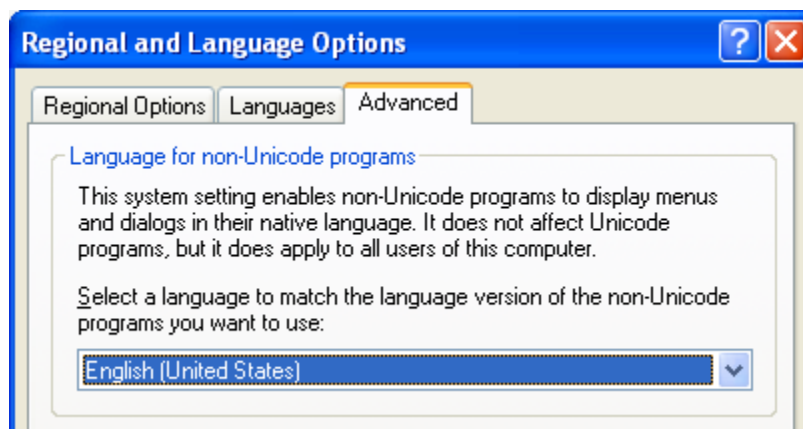 Regional and Language Options
Regional Options Languages Advanced
Language for non-Unicode programs
This system setting enables non-Unicode programs to display menus
and dialogs in their native language. It does not affect Unicode
programs, but it does apply to all users of this computer.
Select a language to match the language version of the non-Unicode
programs you want to use:
English (United States)